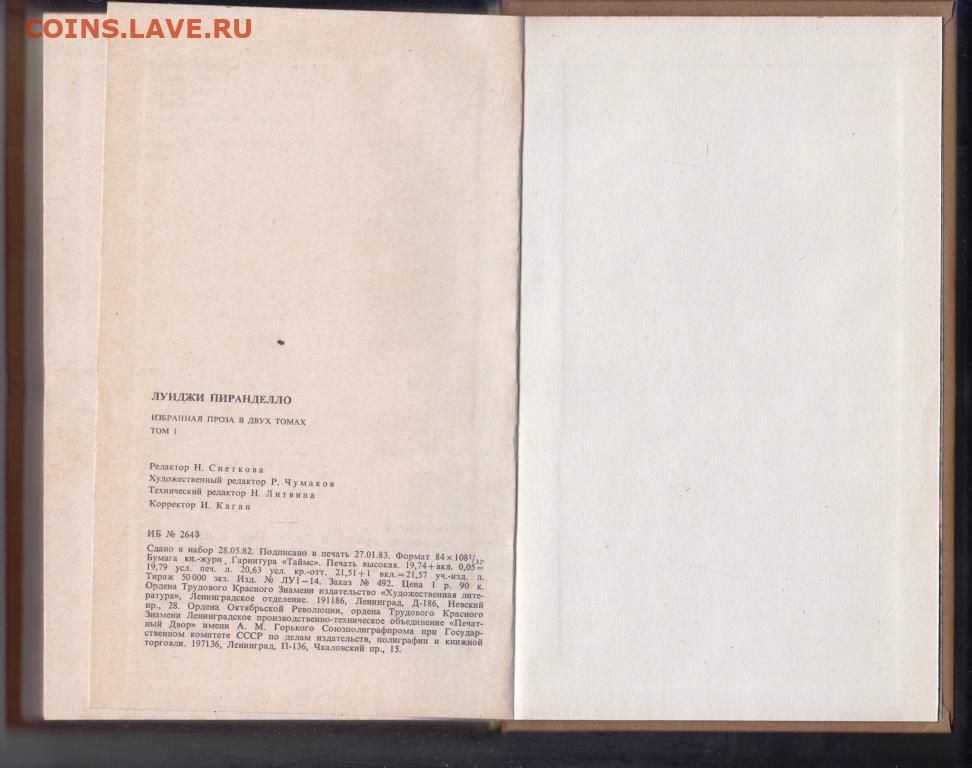 COINS.LAVE.RU
ЛУИДЖИ ПИРАНДЕЛЛО
ИЗБРАННАЯ ПРОЗА В ДВУХ ТОМАХ
ТОМ 1
Редактор Н. Снеткова
Художественный редактор Р. Чумаков
Технический редактор Н. Литвина
Корректор И. Каган
ИБ № 2643
Сдано в набор 28.05.82. Подписано в печать 27.01.83. Формат 84×108¹/₃₂.
Бумага кн.-журн. Гарнитура «Таймс». Печать высокая. 19,74+вкл. 0,05=
19,79 усл. печ. л. 20,63 усл. кр.-отт. 21,51+1 вкл.=21,57 уч.-изд. л.
Тираж 50 000 экз. Изд. № ЛУ1—14. Заказ № 492. Цена 1 р. 90 к.
Ордена Трудового Красного Знамени издательство «Художественная лите-
ратура», Ленинградское отделение. 191186, Ленинград, Д-186, Невский
пр., 28. Ордена Октябрьской Революции, ордена Трудового Красного
Знамени Ленинградское производственно-техническое объединение «Печат-
ный Двор» имени А. М. Горького Союзполиграфпрома при Государ-
ственном комитете СССР по делам издательств, полиграфии и книжной
торговли. 197136, Ленинград, П-136, Чкаловский пр., 15.